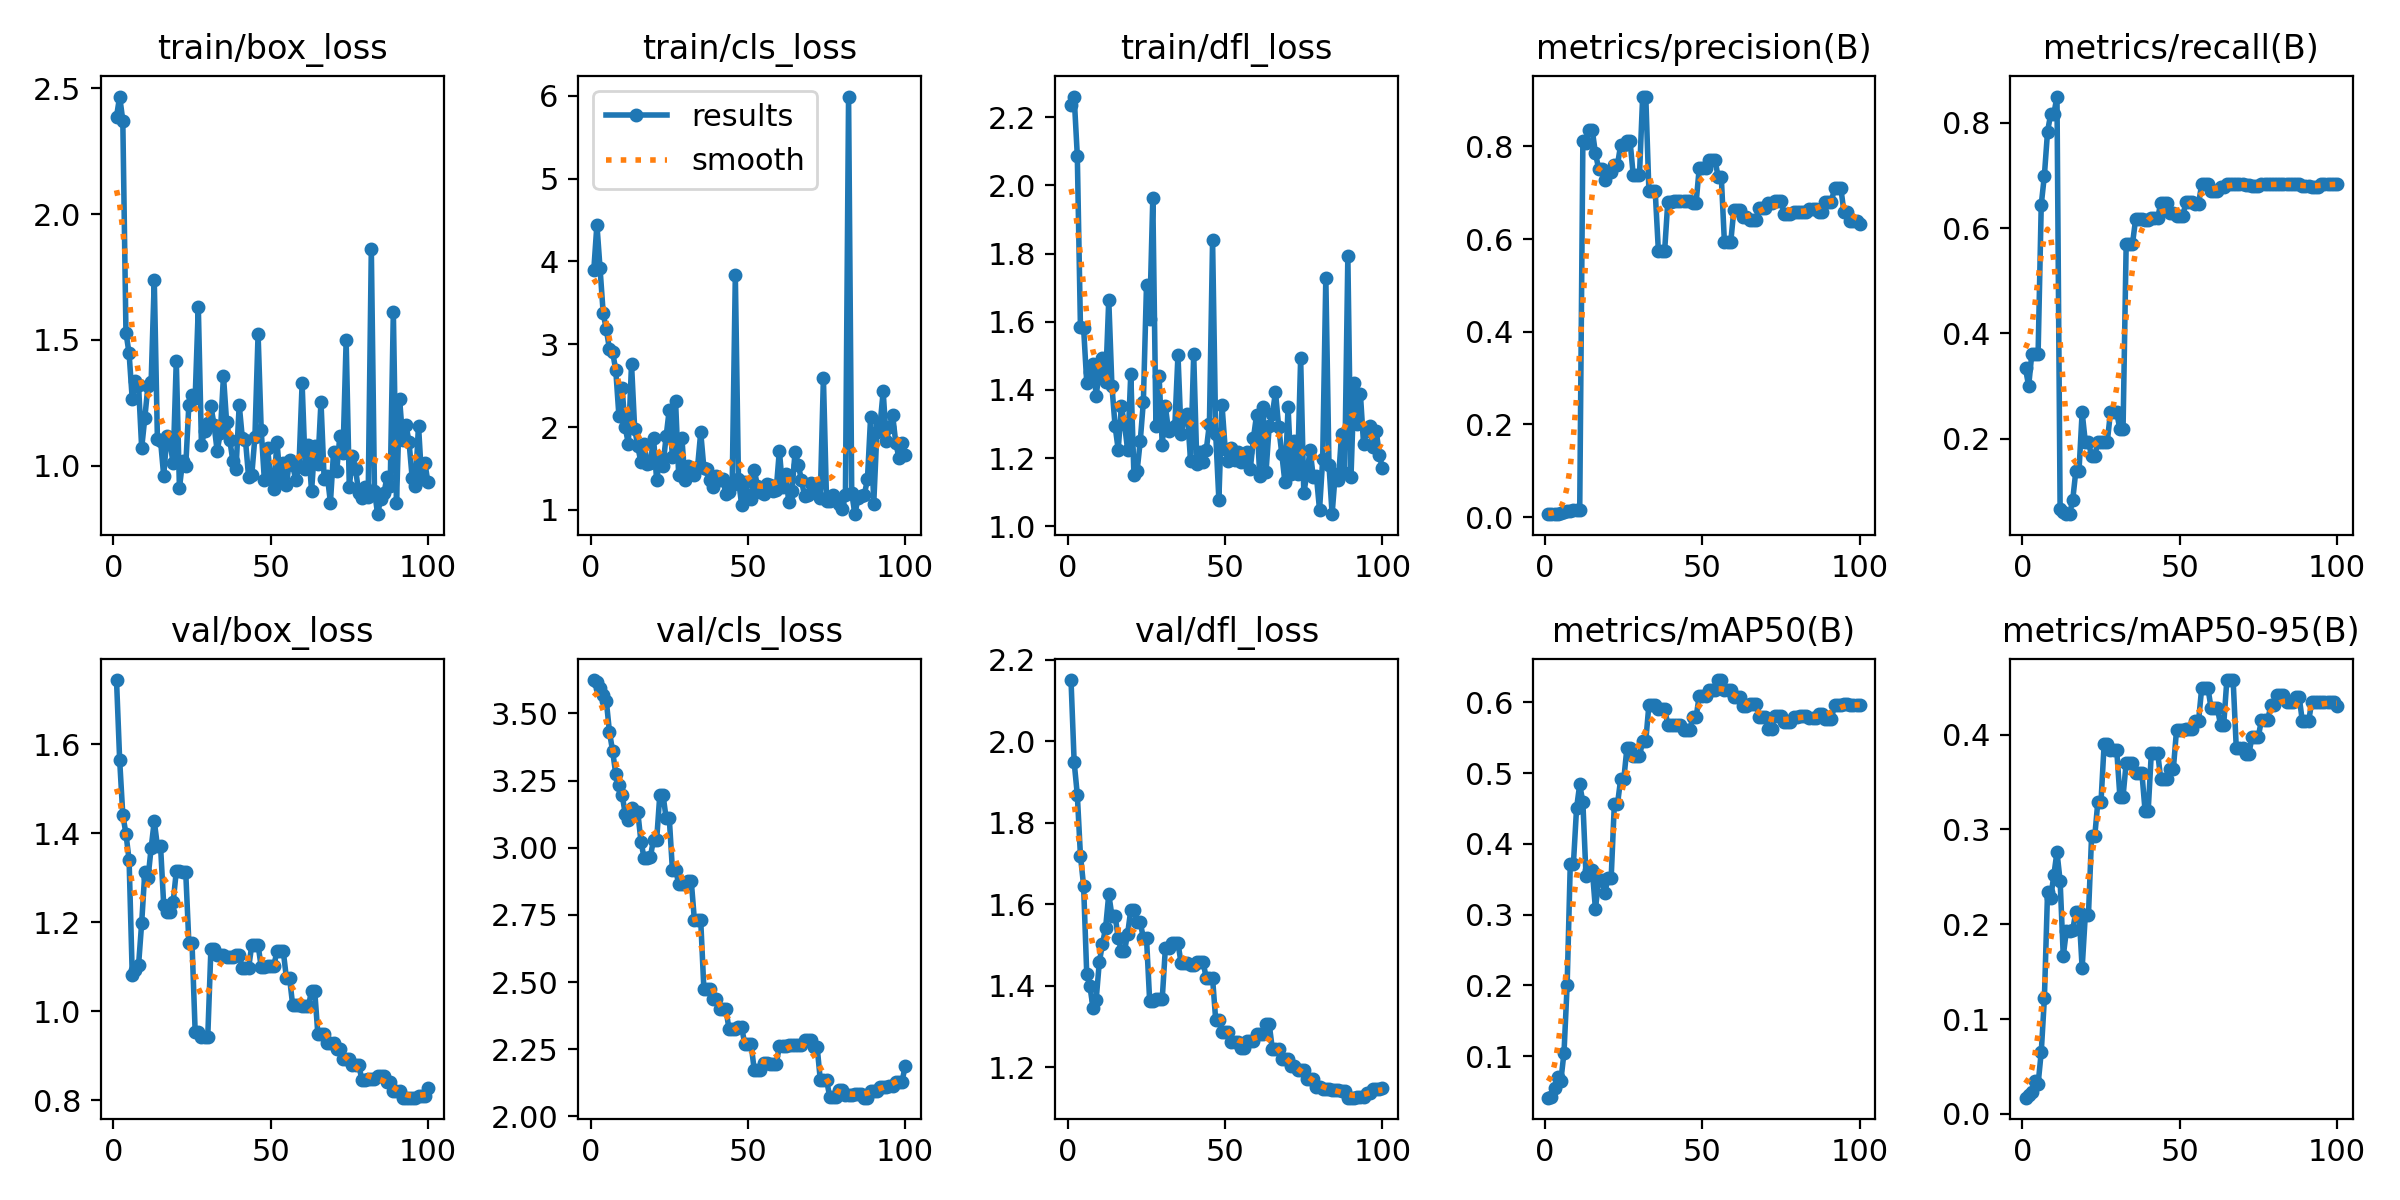 train/box_loss
2.5
2.0
1.5
1.0
0 50 100
train/cls_loss
results
smooth
6
5
4
3
2
1
0 50 100
train/dfl_loss
2.2
2.0
1.8
1.6
1.4
1.2
1.0
0 50 100
metrics/precision(B)
0.8
0.6
0.4
0.2
0.0
0 50 100
metrics/recall(B)
0.8
0.6
0.4
0.2
0 50 100
val/box_loss
1.6
1.4
1.2
1.0
0.8
0 50 100
val/cls_loss
3.50
3.25
3.00
2.75
2.50
2.25
2.00
0 50 100
val/dfl_loss
2.2
2.0
1.8
1.6
1.4
1.2
0 50 100
metrics/mAP50(B)
0.6
0.5
0.4
0.3
0.2
0.1
0 50 100
metrics/mAP50-95(B)
0.4
0.3
0.2
0.1
0.0
0 50 100